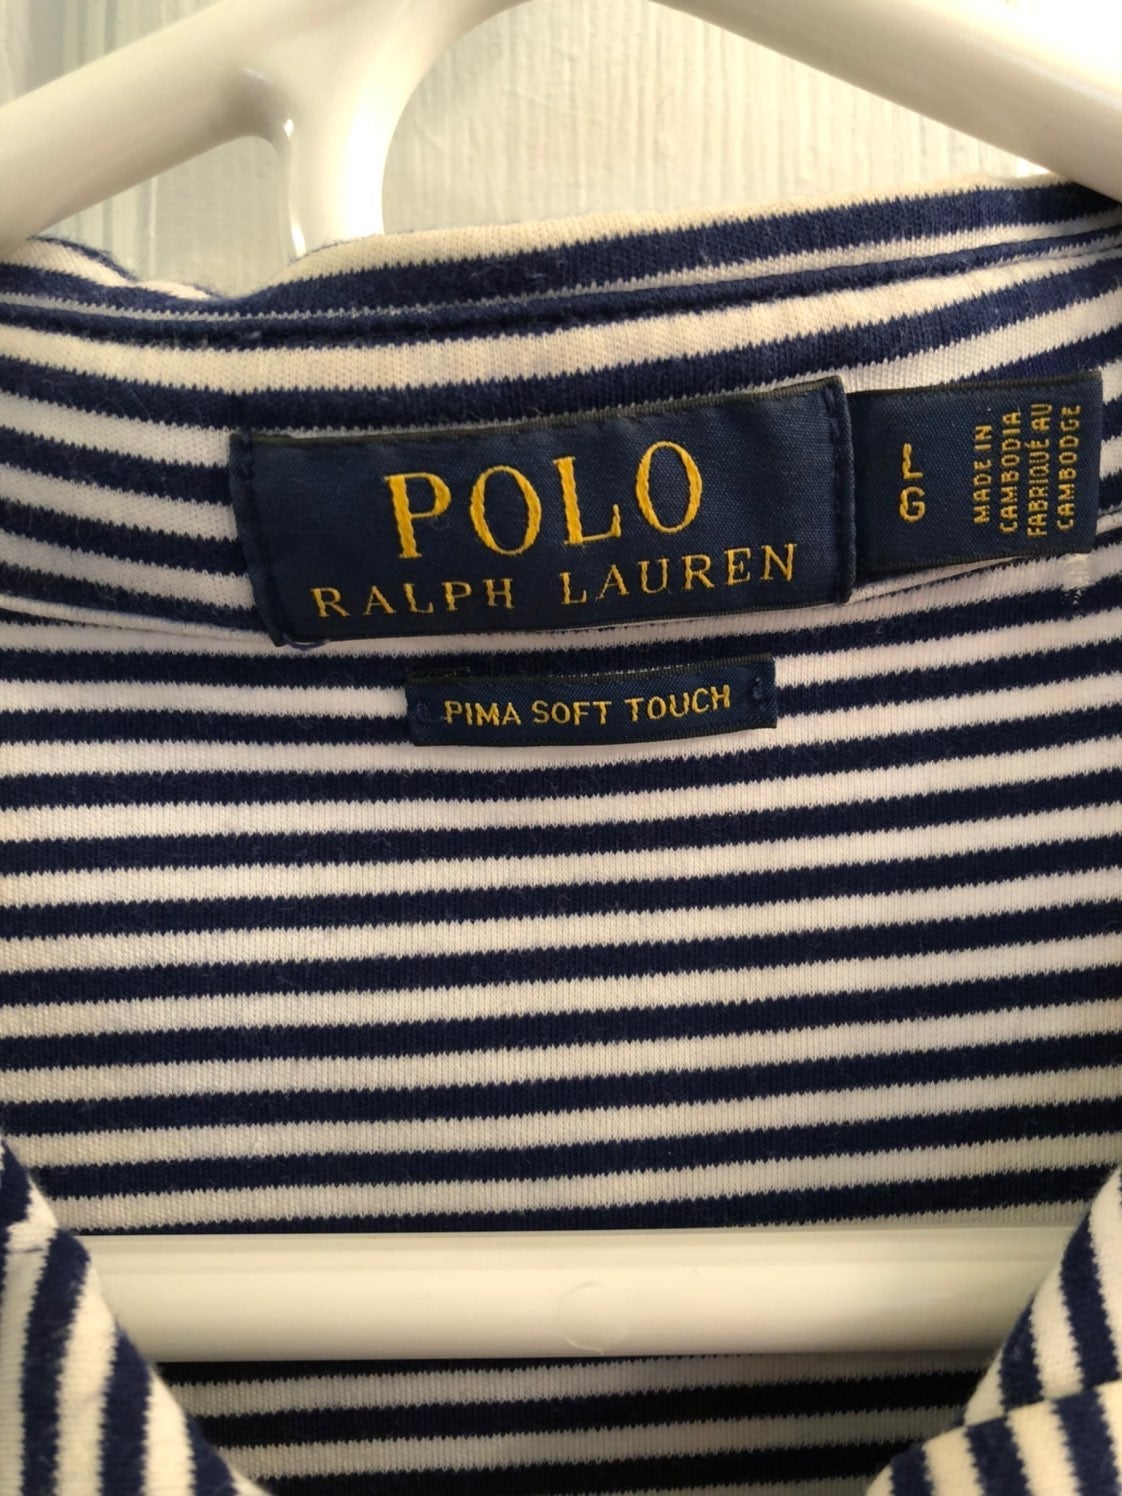 POLO
RALPH LAUREN
L
G
MADE IN
CAMBODIA
FABRIQUÉ AU
CAMBODGE
PIMA SOFT TOUCH